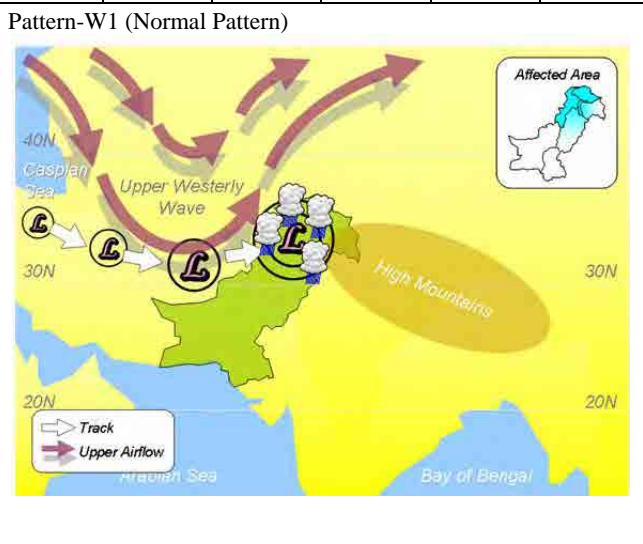 Pattern-W1 (Normal Pattern)
Affected Area
40N
Caspian
Sea
Upper Westerly
Wave
L
L
L
L
30N
High Mountains
30N
20N
20N
Track
Upper Airflow
Arabian Sea
Bay of Bengal